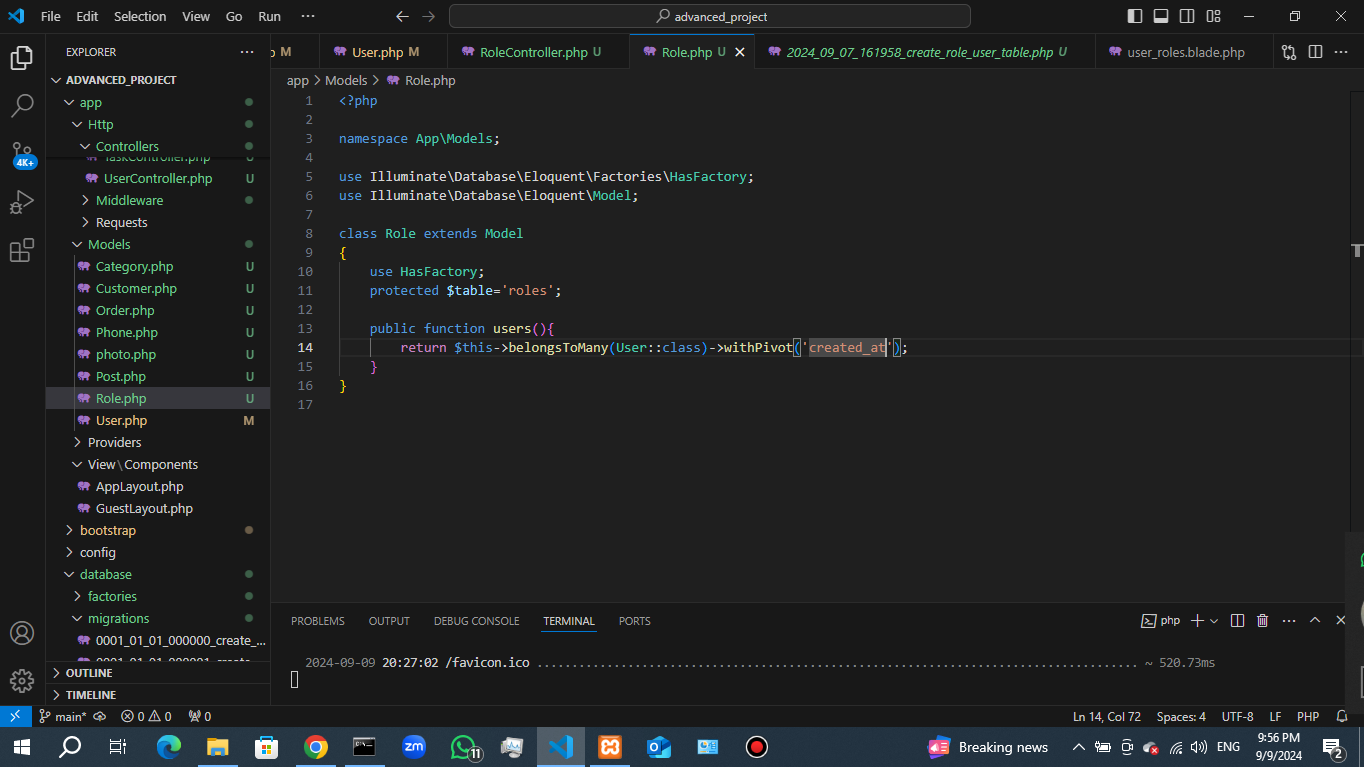 File Edit Selection View Go Run ··· advanced_project
EXPLORER ···
M User.php M RoleController.php U Role.php U 2024_09_07_161958_create_role_user_table.php U user_roles.blade.php ···
ADVANCED_PROJECT
app > Models > Role.php
app
Http
Controllers
TaskController.php U
UserController.php U
Middleware
Requests
Models
Category.php U
Customer.php U
Order.php U
Phone.php U
photo.php U
Post.php U
Role.php U
User.php M
Providers
View\Components
AppLayout.php
GuestLayout.php
bootstrap
config
database
factories
migrations
0001_01_01_000000_create_...
OUTLINE
TIMELINE
4K+
1 <?php
2
3 namespace App\Models;
4
5 use Illuminate\Database\Eloquent\Factories\HasFactory;
6 use Illuminate\Database\Eloquent\Model;
7
8 class Role extends Model
9 {
10 use HasFactory;
11 protected $table='roles';
12
13 public function users(){
14 return $this->belongsToMany(User::class)->withPivot('created_at');
15 }
16 }
17
PROBLEMS OUTPUT DEBUG CONSOLE TERMINAL PORTS php ···
2024-09-09 20:27:02 /favicon.ico ............................................................................... ~ 520.73ms
main* 0 0 0 Ln 14, Col 72 Spaces: 4 UTF-8 LF PHP
zm 11 Breaking news ENG 9:56 PM
9/9/2024 2